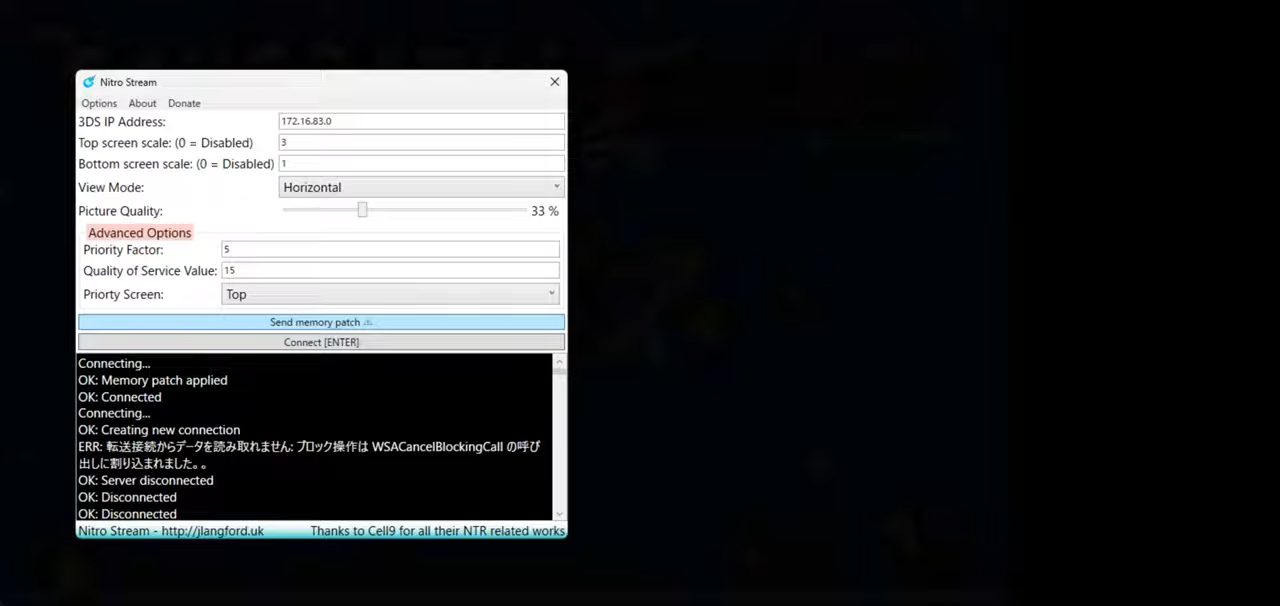 Nitro Stream
Options About Donate
3DS IP Address: 172.16.83.0
Top screen scale: (0 = Disabled) 3
Bottom screen scale: (0 = Disabled) 1
View Mode: Horizontal
Picture Quality: 33 %
Advanced Options
Priority Factor: 5
Quality of Service Value: 15
Priorty Screen: Top
Send memory patch
Connect [ENTER]
Connecting...
OK: Memory patch applied
OK: Connected
Connecting...
OK: Creating new connection
ERR: 転送接続からデータを読み取れません: ブロック操作は WSACancelBlockingCall の呼び
出しに割り込まれました。。
OK: Server disconnected
OK: Disconnected
OK: Disconnected
Nitro Stream - http://jlangford.uk Thanks to Cell9 for all their NTR related works